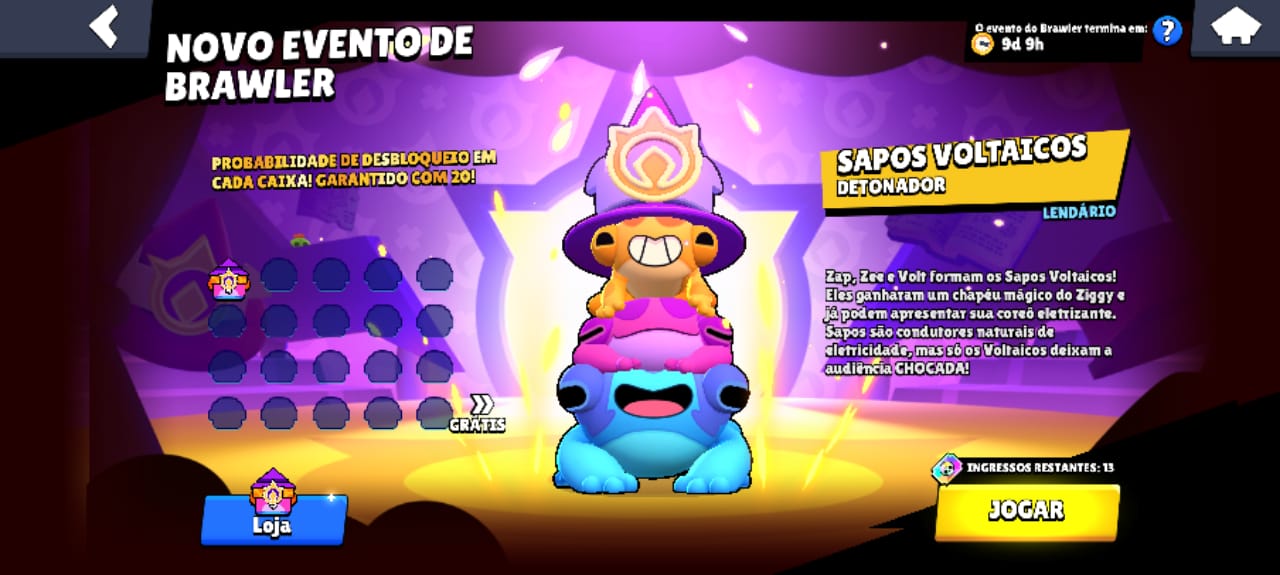 NOVO EVENTO DE
BRAWLER
O evento do Brawler termina em:
9d 9h
?
PROBABILIDADE DE DESBLOQUEIO EM
CADA CAIXA! GARANTIDO COM 20!
SAPOS VOLTAICOS
DETONADOR
LENDÁRIO
Zap, Zee e Volt formam os Sapos Voltaicos!
Eles ganharam um chapéu mágico do Ziggy e
já podem apresentar sua coreô eletrizante.
Sapos são condutores naturais de
eletricidade, mas só os Voltaicos deixam a
audiência CHOCADA!
GRÁTIS
INGRESSOS RESTANTES: 13
Loja
JOGAR